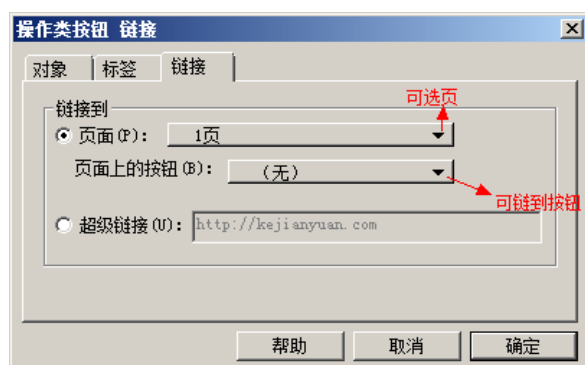 操作类按钮 链接
对象 标签 链接
可选页
链接到
页面(P): 1页
页面上的按钮(B): (无)
可链到按钮
超级链接(U): http://kejianyuan.com
帮助 取消 确定